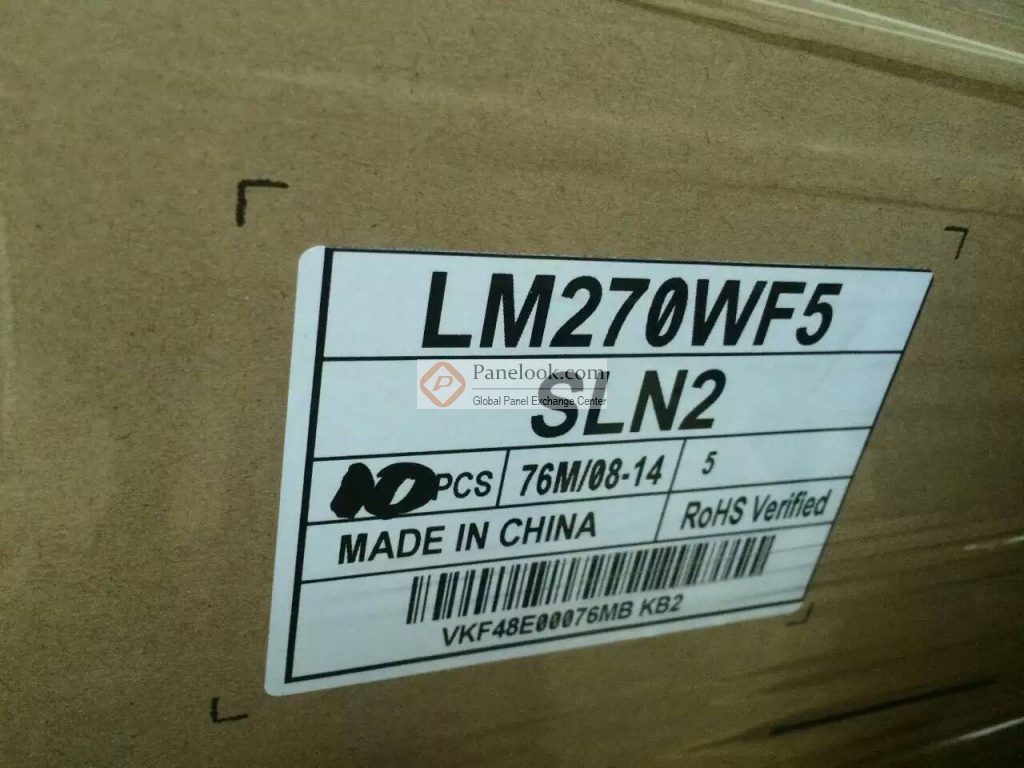 LM270WF5
Panelook.com
Global Panel Exchange Center
SLN2
10 PCS 76M/08-14 5
MADE IN CHINA RoHS Verified
VKF48E00076MB KB2